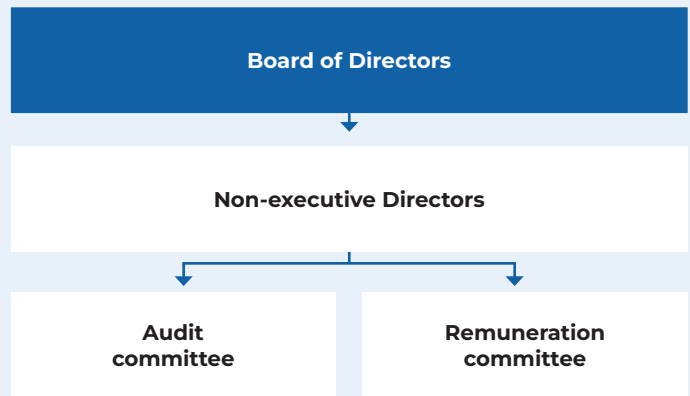 Board of Directors
Non-executive Directors
Audit
committee
Remuneration
committee